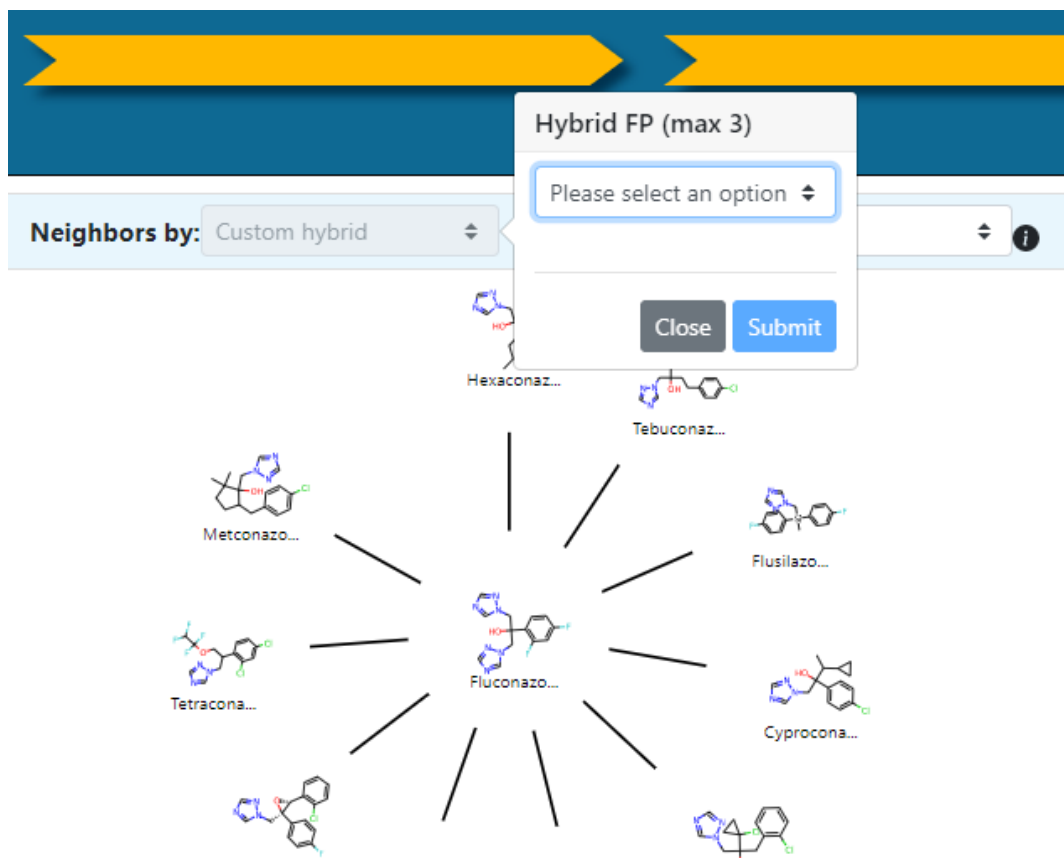 Hybrid FP (max 3)
Please select an option
Neighbors by: Custom hybrid
Close Submit
Hexaconaz...
Tebuconaz...
Metconazo...
Flusilazo...
Fluconazo...
Tetracona...
Cyprocona...